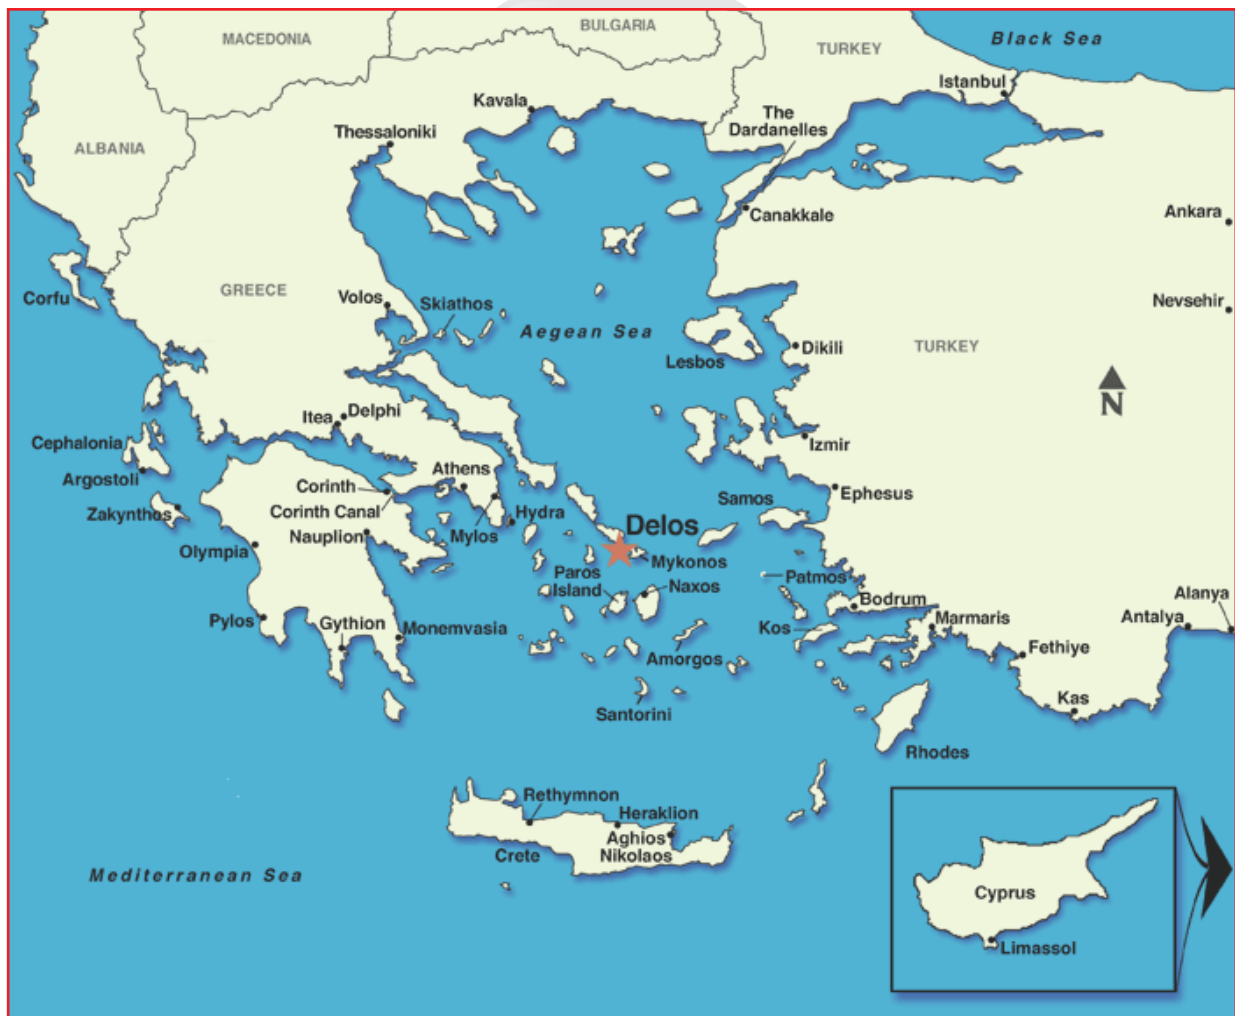 BULGARIA
MACEDONIA
Black Sea
TURKEY
Istanbul
Kavala
The
Dardanelles
Thessaloniki
ALBANIA
Ankara
Canakkale
GREECE
Corfu
Volos
Skiathos
Nevsehir
Aegean Sea
TURKEY
Dikili
Lesbos
N
Itea
Delphi
Cephalonia
Izmir
Argostoli
Athens
Corinth
Ephesus
Samos
Zakynthos
Corinth Canal
Hydra
Delos
Nauplion
Mylos
Olympia
Mykonos
Paros
Island
Patmos
Naxos
Bodrum
Alanya
Pylos
Gythion
Monemvasia
Kos
Marmaris
Antalya
Fethiye
Amorgos
Kas
Santorini
Rhodes
Rethymnon
Heraklion
Aghios
Nikolaos
Crete
Mediterranean Sea
Cyprus
Limassol